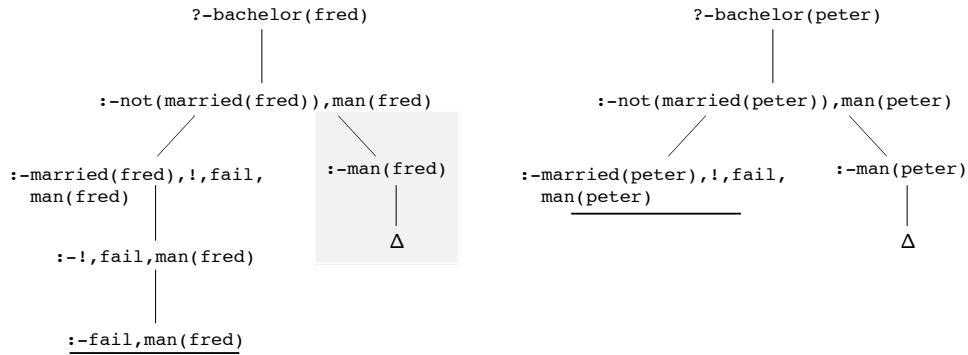 ?-bachelor(fred)
:-not(married(fred)),man(fred)
:-married(fred),!,fail,
man(fred)
:-man(fred)
Δ
:-!,fail,man(fred)
:-fail,man(fred)
?-bachelor(peter)
:-not(married(peter)),man(peter)
:-married(peter),!,fail,
man(peter)
:-man(peter)
Δ